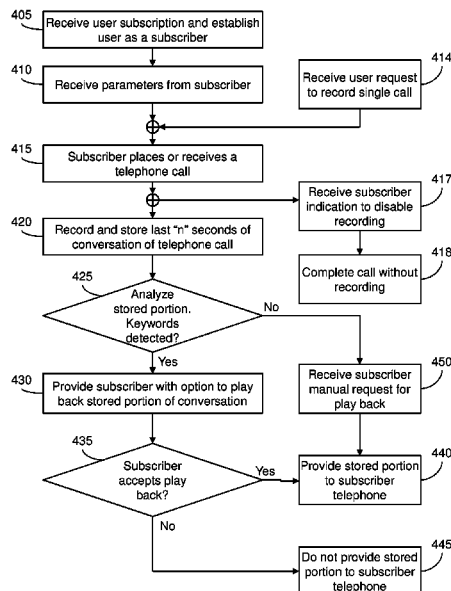 405
Receive user subscription and establish
user as a subscriber
410
Receive parameters from subscriber
414
Receive user request
to record single call
415
Subscriber places or receives a
telephone call
417
Receive subscriber
indication to disable
recording
420
Record and store last "n" seconds of
conversation of telephone call
418
Complete call without
recording
425
Analyze
stored portion.
Keywords
detected?
No
Yes
430
Provide subscriber with option to play
back stored portion of conversation
450
Receive subscriber
manual request for
play back
435
Subscriber
accepts play
back?
Yes
440
Provide stored portion
to subscriber
telephone
No
445
Do not provide stored
portion to subscriber
telephone